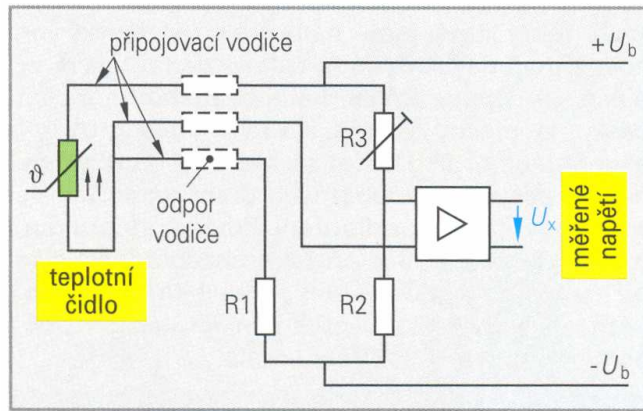 připojovací vodiče
+U_b
R3
ϑ
odpor
vodiče
U_x
měřené
napětí
teplotní
čidlo
R1
R2
-U_b